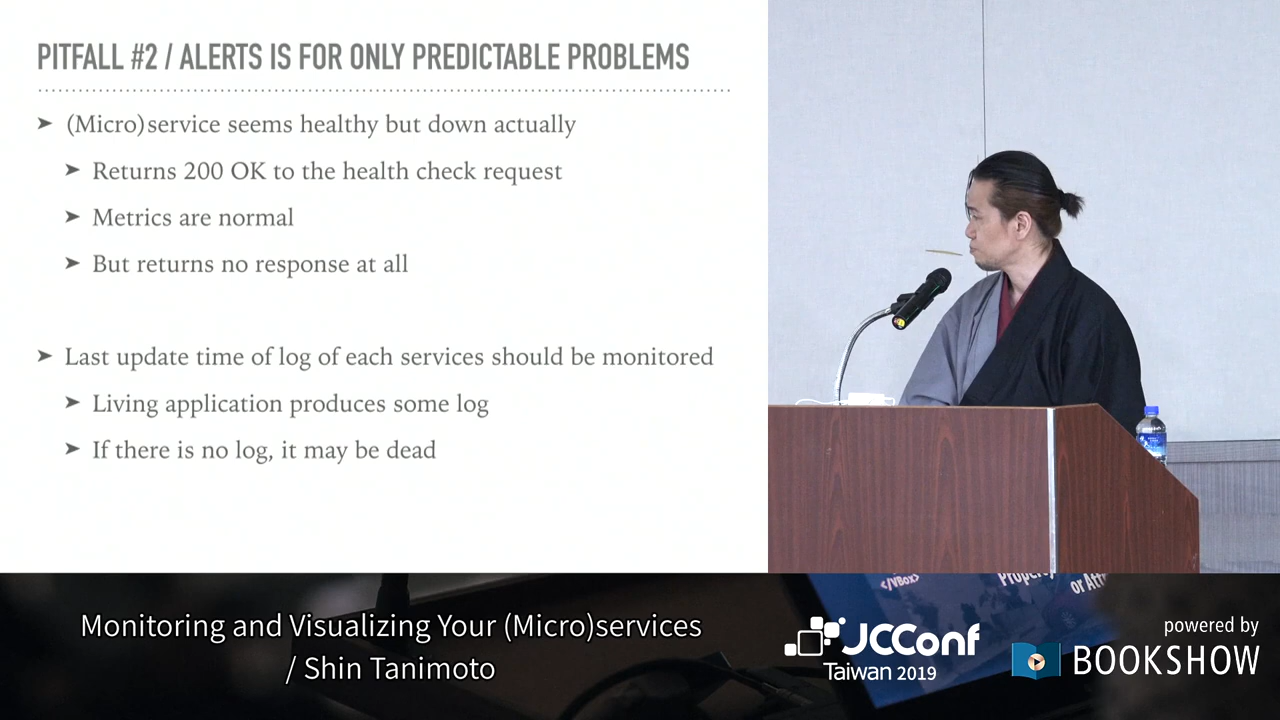 PITFALL #2 / ALERTS IS FOR ONLY PREDICTABLE PROBLEMS
(Micro)service seems healthy but down actually
Returns 200 OK to the health check request
Metrics are normal
But returns no response at all
Last update time of log of each services should be monitored
Living application produces some log
If there is no log, it may be dead
</VBox>
Monitoring and Visualizing Your (Micro)services
/ Shin Tanimoto
JCConf
Taiwan 2019
powered by
BOOKSHOW